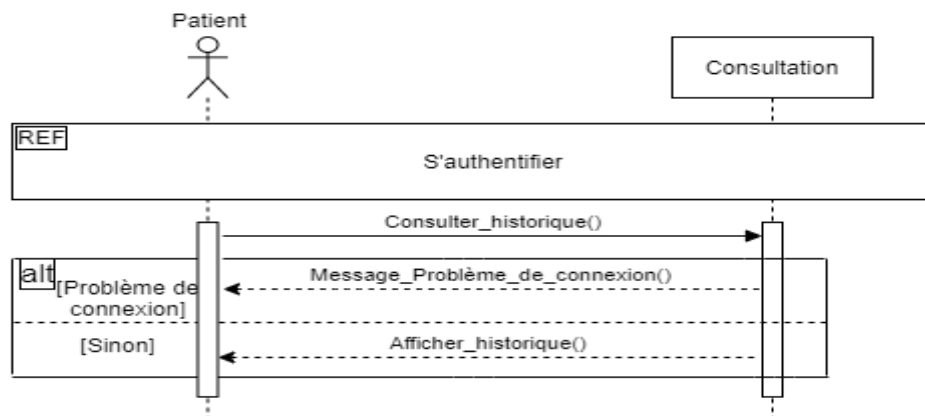 Patient
Consultation
REF
S'authentifier
Consulter_historique()
alt
[Problème de
connexion]
Message_Problème_de_connexion()
[Sinon]
Afficher_historique()